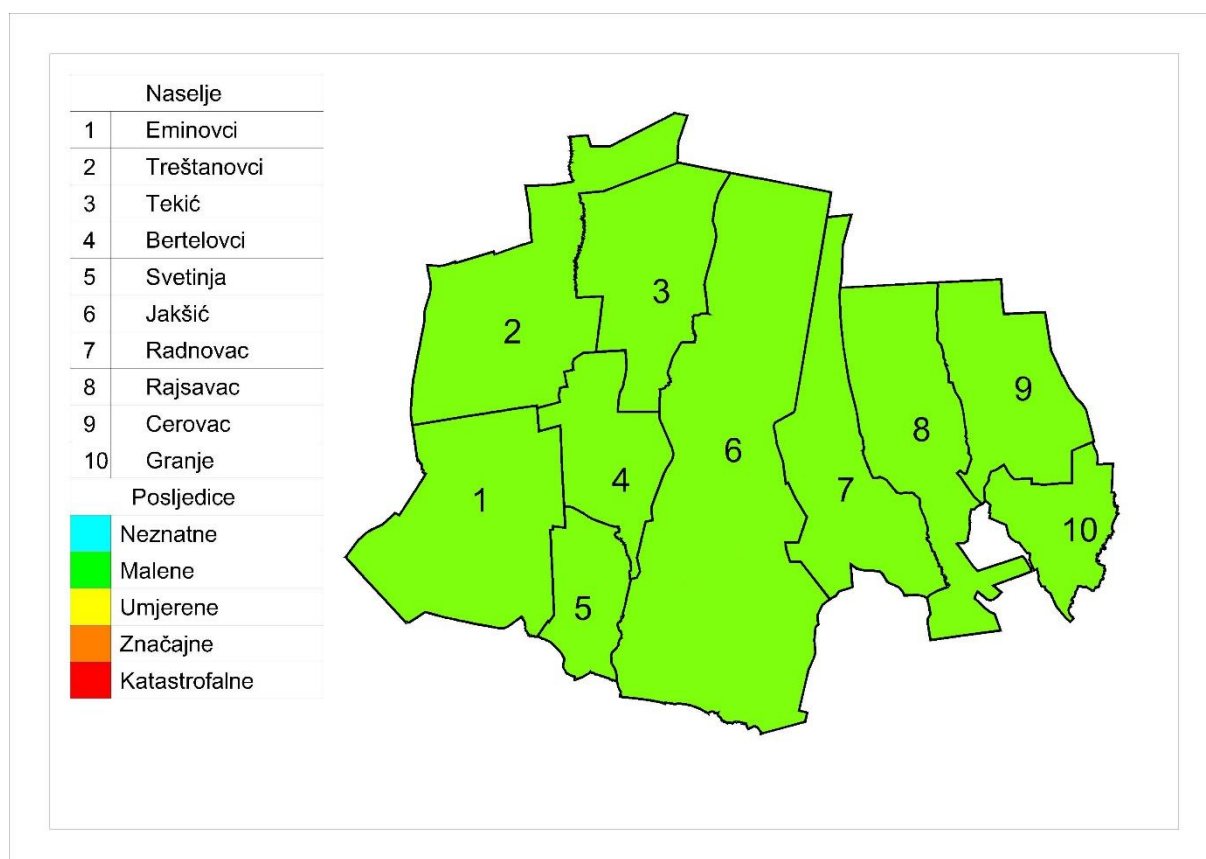 Naselje
1 Eminovci
2 Treštanovci
3 Tekić
4 Bertelovci
5 Svetinja
6 Jakšić
7 Radnovac
8 Rajsavac
9 Cerovac
10 Granje
Posljedice
Neznatne
Malene
Umjerene
Značajne
Katastrofalne
3
2
9
8
6
4
7
1
10
5